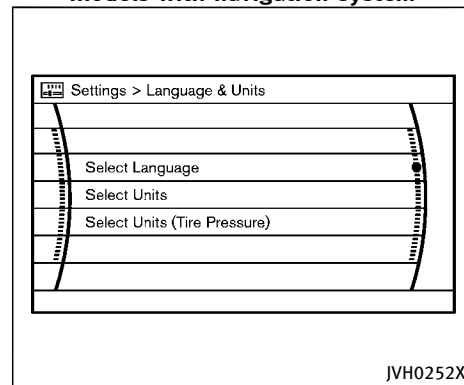 models with navigation system
Settings > Language & Units
Select Language
Select Units
Select Units (Tire Pressure)
JVH0252X